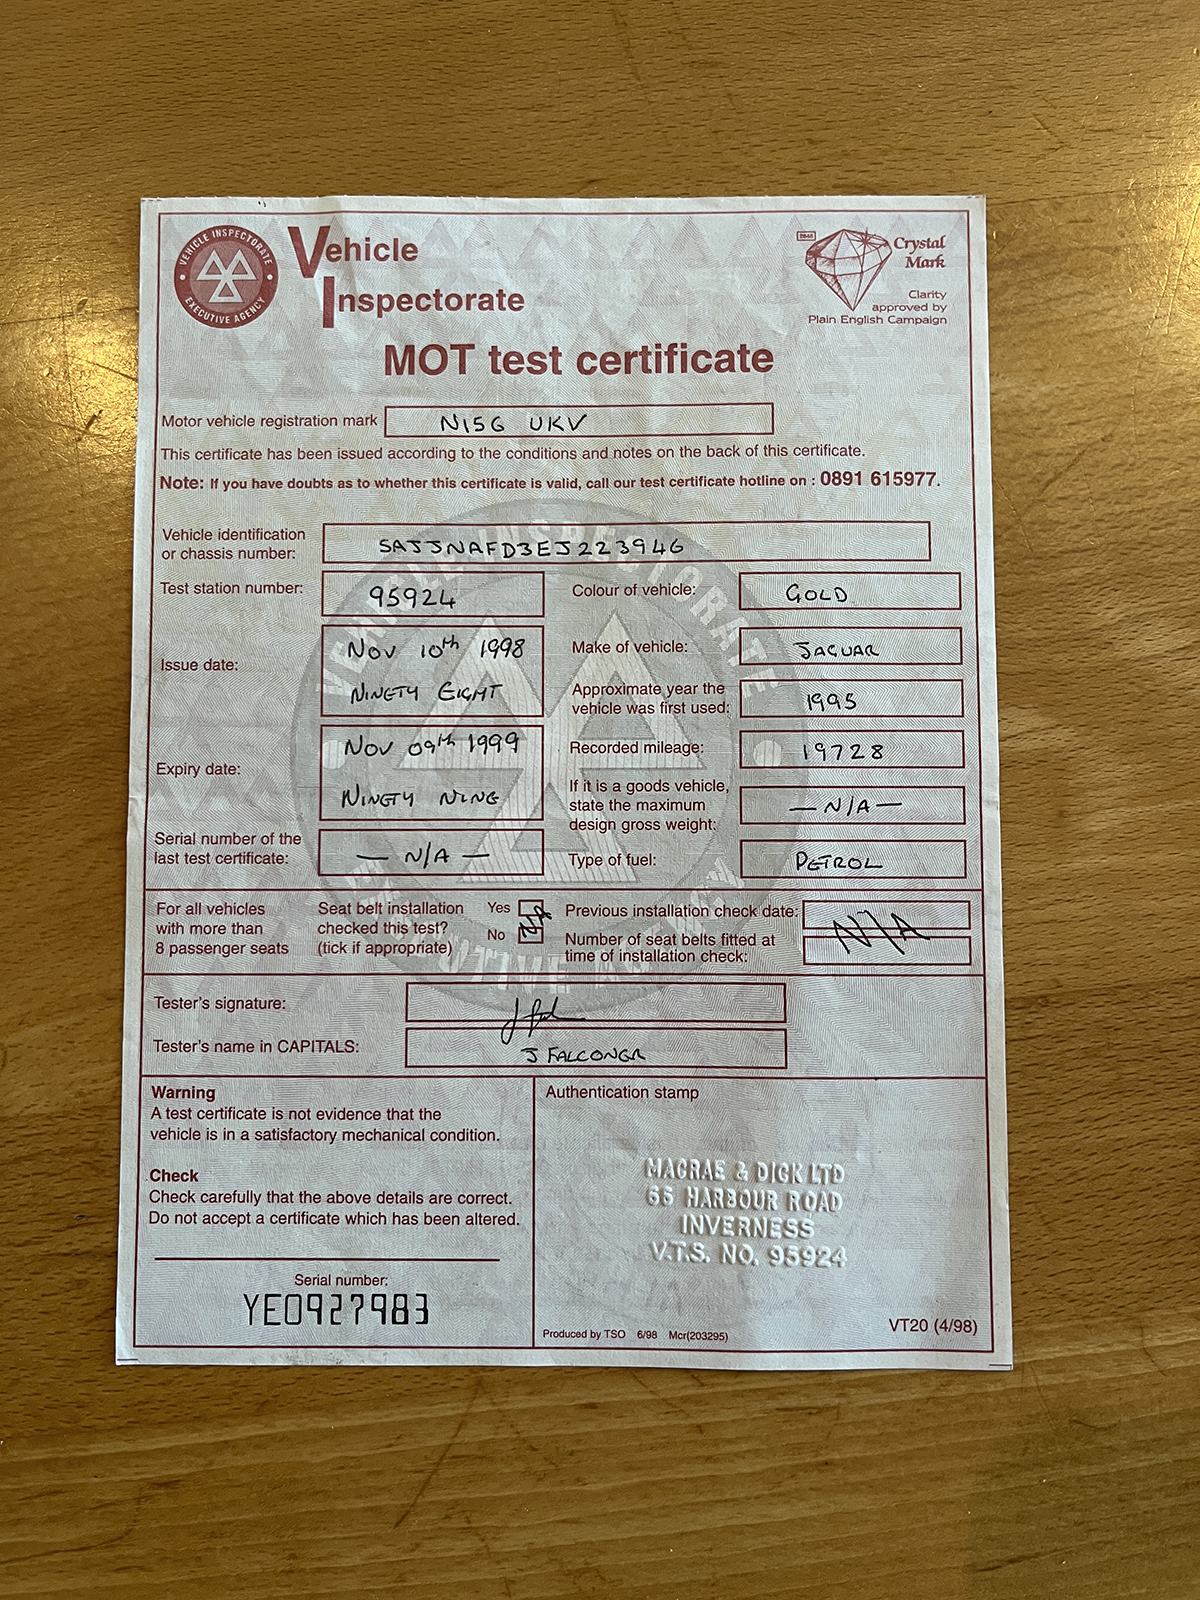 VEHICLE INSPECTORATE
EXECUTIVE AGENCY
Vehicle
Inspectorate
Crystal
Mark
Clarity
approved by
Plain English Campaign
MOT test certificate
Motor vehicle registration mark N156 UKV
This certificate has been issued according to the conditions and notes on the back of this certificate.
Note: If you have doubts as to whether this certificate is valid, call our test certificate hotline on : 0891 615977.
Vehicle identification
or chassis number: SAJJNAFD3EJ223946
Test station number: 95924
Colour of vehicle: GOLD
Issue date: Nov 10th 1998
NINETY EIGHT
Make of vehicle: JAGUAR
Approximate year the
vehicle was first used: 1995
Expiry date: Nov 09th 1999
NINETY NINE
Recorded mileage: 19728
If it is a goods vehicle,
state the maximum
design gross weight: — N/A —
Serial number of the
last test certificate: — N/A —
Type of fuel: PETROL
For all vehicles
with more than
8 passenger seats
Seat belt installation
checked this test?
(tick if appropriate)
Yes
No
N/A
Previous installation check date:
Number of seat belts fitted at
time of installation check:
N/A
Tester's signature:
Tester's name in CAPITALS: J FALCONER
Warning
A test certificate is not evidence that the
vehicle is in a satisfactory mechanical condition.
Check
Check carefully that the above details are correct.
Do not accept a certificate which has been altered.
Serial number:
YE0927983
Authentication stamp
MACRAE & DICK LTD
66 HARBOUR ROAD
INVERNESS
V.T.S. NO. 95924
Produced by TSO 6/98 Mcr(203295)
VT20 (4/98)